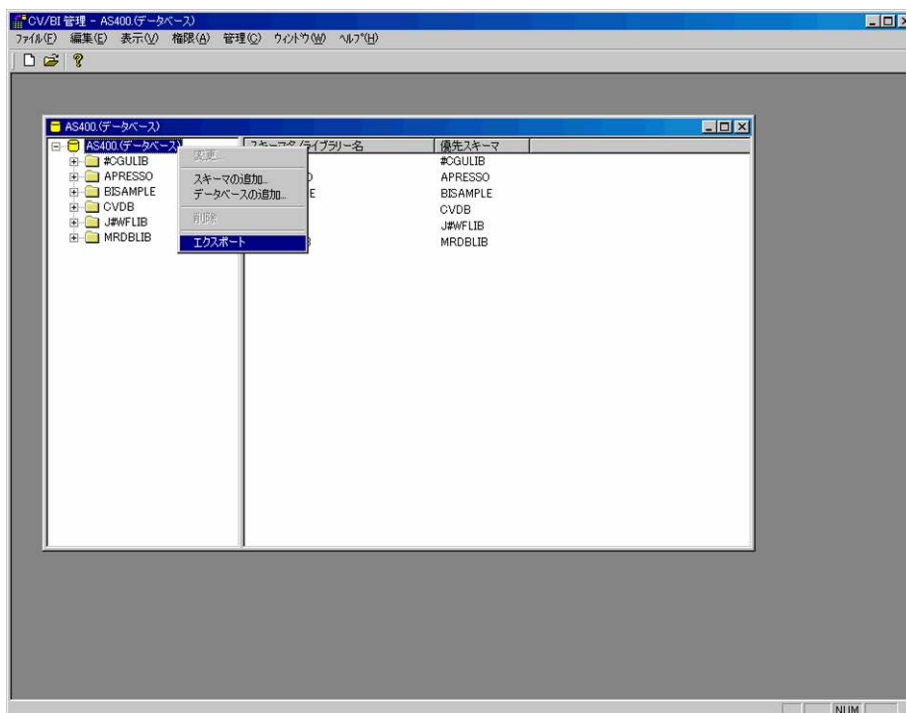 CV/BI 管理 - AS400.(データベース)
ファイル(F) 編集(E) 表示(V) 権限(A) 管理(C) ウィンドウ(W) ヘルプ(H)
AS400.(データベース)
AS400.(データベース) スキーマ名/ライブラリー名 優先スキーマ
#CGULIB #CGULIB
APRESSO O APRESSO
BISAMPLE E BISAMPLE
CVDB CVDB
J#WFLIB J#WFLIB
MRDBLIB B MRDBLIB
変更...
スキーマの追加...
データベースの追加...
削除
エクスポート
NUM